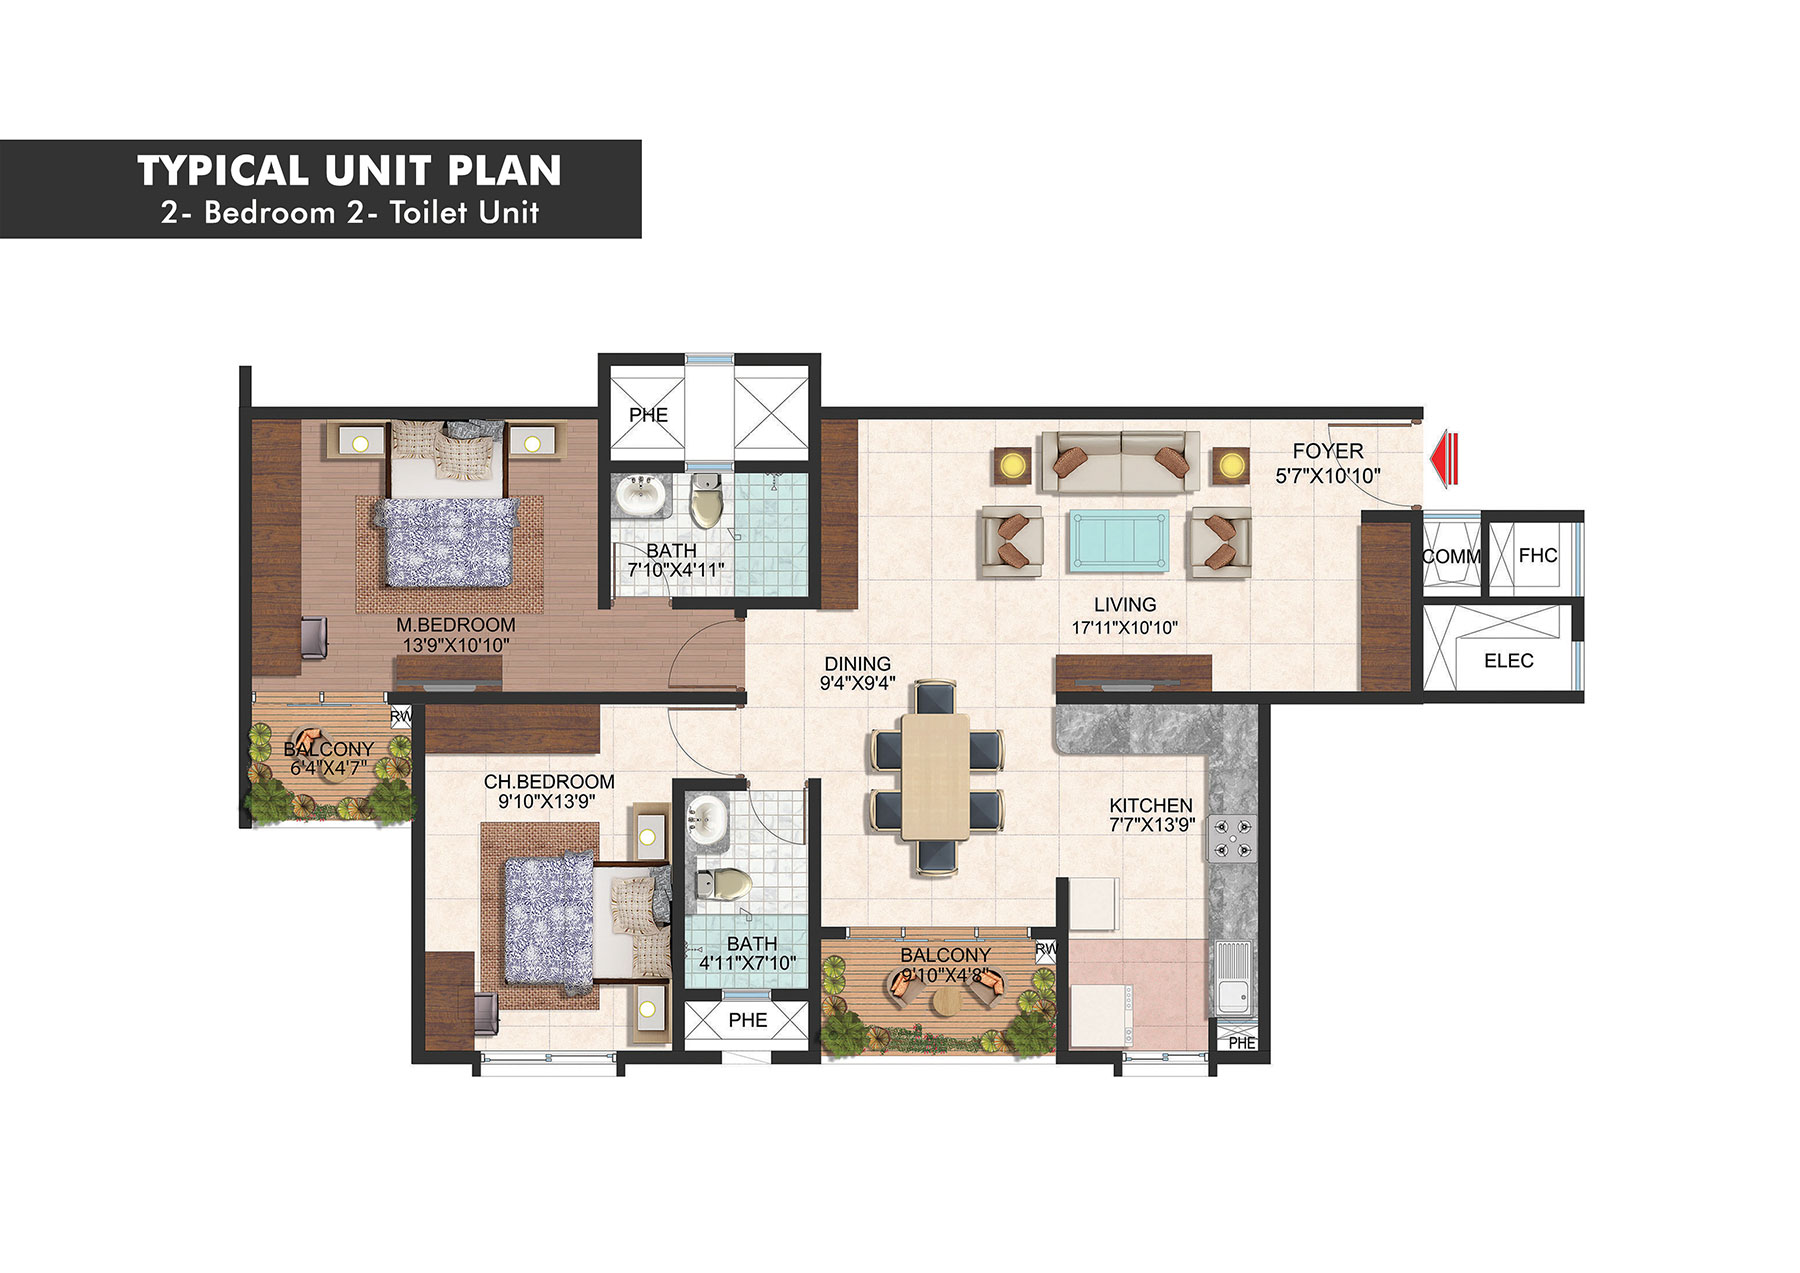 TYPICAL UNIT PLAN
2- Bedroom 2- Toilet Unit
PHE
FOYER
5'7"X10'10"
BATH
7'10"X4'11"
COMM
FHC
M.BEDROOM
13'9"X10'10"
LIVING
17'11"X10'10"
DINING
9'4"X9'4"
ELEC
RW
BALCONY
6'4"X4'7"
CH.BEDROOM
9'10"X13'9"
KITCHEN
7'7"X13'9"
BATH
4'11"X7'10"
BALCONY
9'10"X4'8"
RW
PHE
PHE